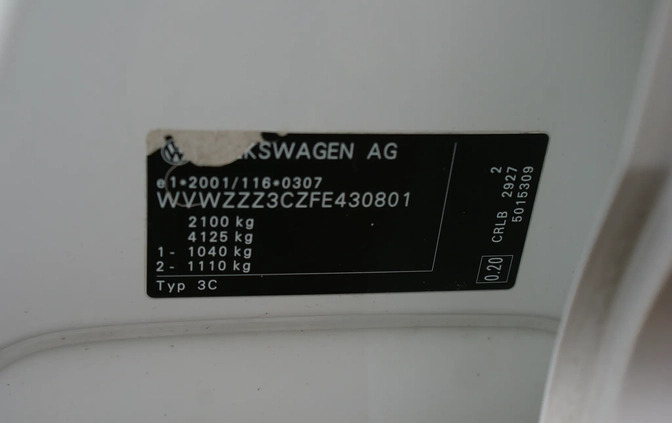 KSWAGEN AG
e1*2001/116*0307
WVWZZZ3CZFE430801
2100 kg
4125 kg
1- 1040 kg
2- 1110 kg
Typ 3C
0.20
CRLB 2927 2
5015309